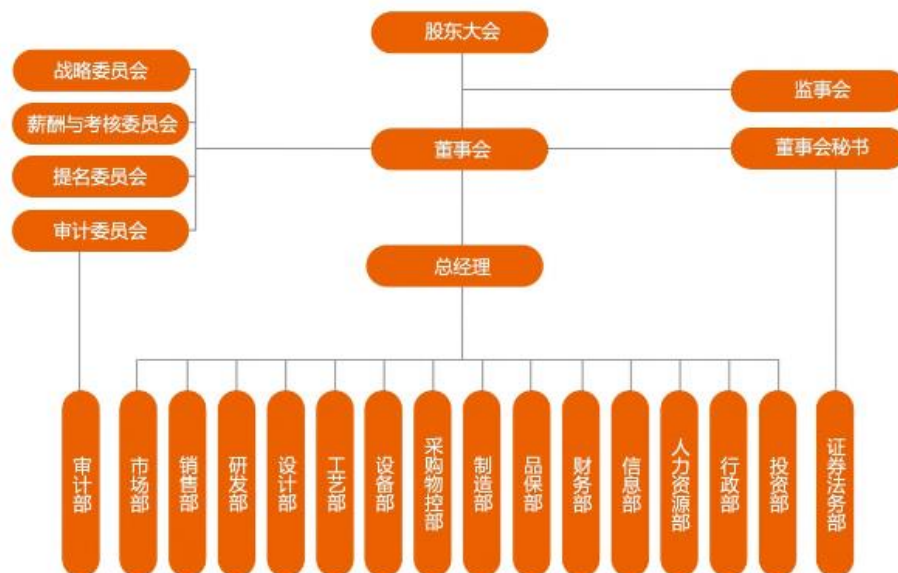 股东大会
战略委员会
监事会
薪酬与考核委员会
董事会
董事会秘书
提名委员会
审计委员会
总经理
审计部
市场部
销售部
研发部
设计部
工艺部
设备部
采购物控部
制造部
品保部
财务部
信息部
人力资源部
行政部
投资部
证券法务部